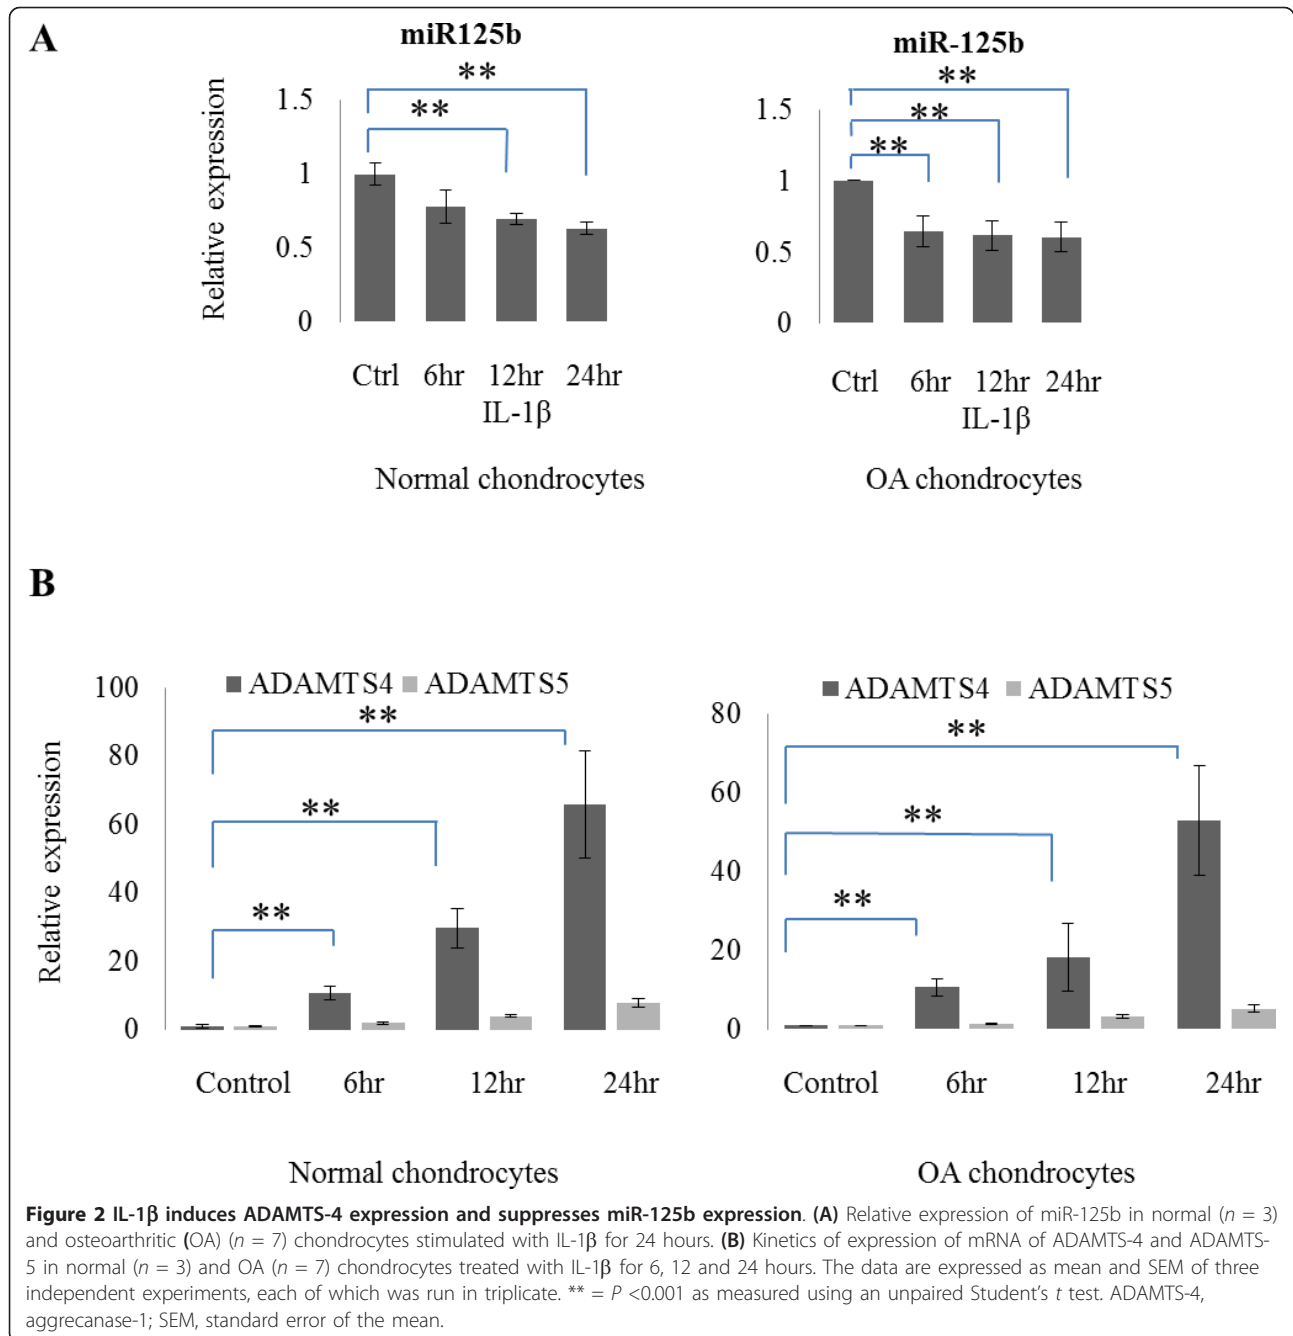 A
miR125b
**
**
1.5
1
0.5
0
Relative expression
Ctrl 6hr 12hr 24hr
IL-1β
Normal chondrocytes
miR-125b
**
**
**
1.5
1
0.5
0
Ctrl 6hr 12hr 24hr
IL-1β
OA chondrocytes
B
ADAMTS4 ADAMTS5
100
80
60
40
20
0
Relative expression
**
**
**
Control 6hr 12hr 24hr
Normal chondrocytes
ADAMTS4 ADAMTS5
80
60
40
20
0
**
**
**
Control 6hr 12hr 24hr
OA chondrocytes
Figure 2 IL-1β induces ADAMTS-4 expression and suppresses miR-125b expression. (A) Relative expression of miR-125b in normal (n = 3)
and osteoarthritic (OA) (n = 7) chondrocytes stimulated with IL-1β for 24 hours. (B) Kinetics of expression of mRNA of ADAMTS-4 and ADAMTS-
5 in normal (n = 3) and OA (n = 7) chondrocytes treated with IL-1β for 6, 12 and 24 hours. The data are expressed as mean and SEM of three
independent experiments, each of which was run in triplicate. ** = P <0.001 as measured using an unpaired Student's t test. ADAMTS-4,
aggrecanase-1; SEM, standard error of the mean.